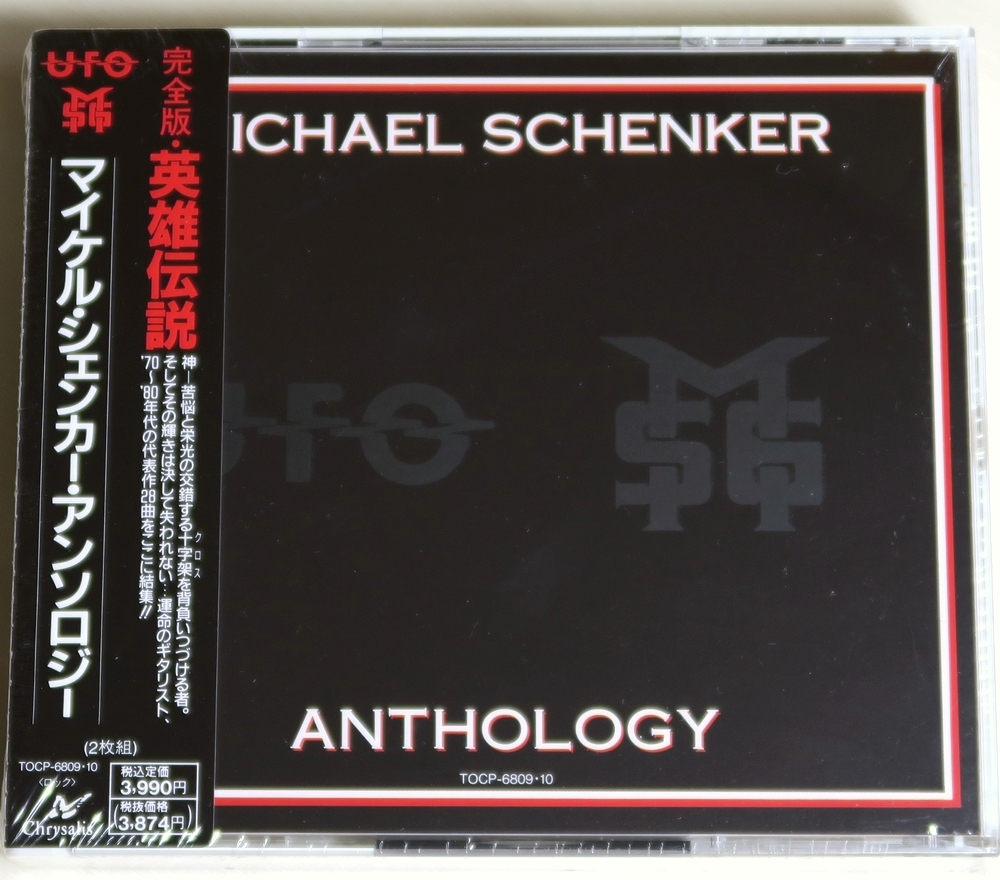 UFO
MSG
完全版・英雄伝説
神―苦悩と栄光の交錯する十字架を背負いつづける者。
クロス
そしてその輝きは決して失われない…運命のギタリスト、
'70〜'80年代の代表作28曲をここに結集!!
マイケル・シェンカー・アンソロジー
(2枚組)
TOCP-6809・10
〈ロック〉
Chrysalis
税込定価
3,990円
税抜価格
(3,874円)
ICHAEL SCHENKER
UFO
MSG
ANTHOLOGY
TOCP-6809・10